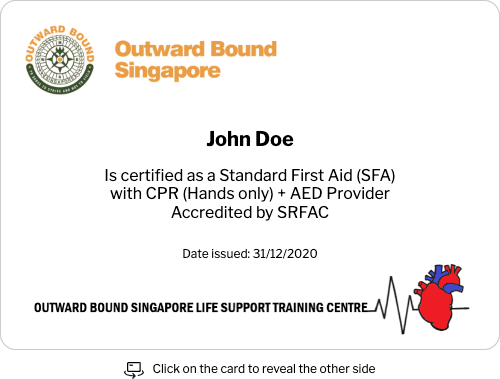 OUTWARD BOUND
Outward Bound
Singapore
John Doe
Is certified as a Standard First Aid (SFA)
with CPR (Hands only) + AED Provider
Accredited by SRFAC
Date issued: 31/12/2020
OUTWARD BOUND SINGAPORE LIFE SUPPORT TRAINING CENTRE
Click on the card to reveal the other side